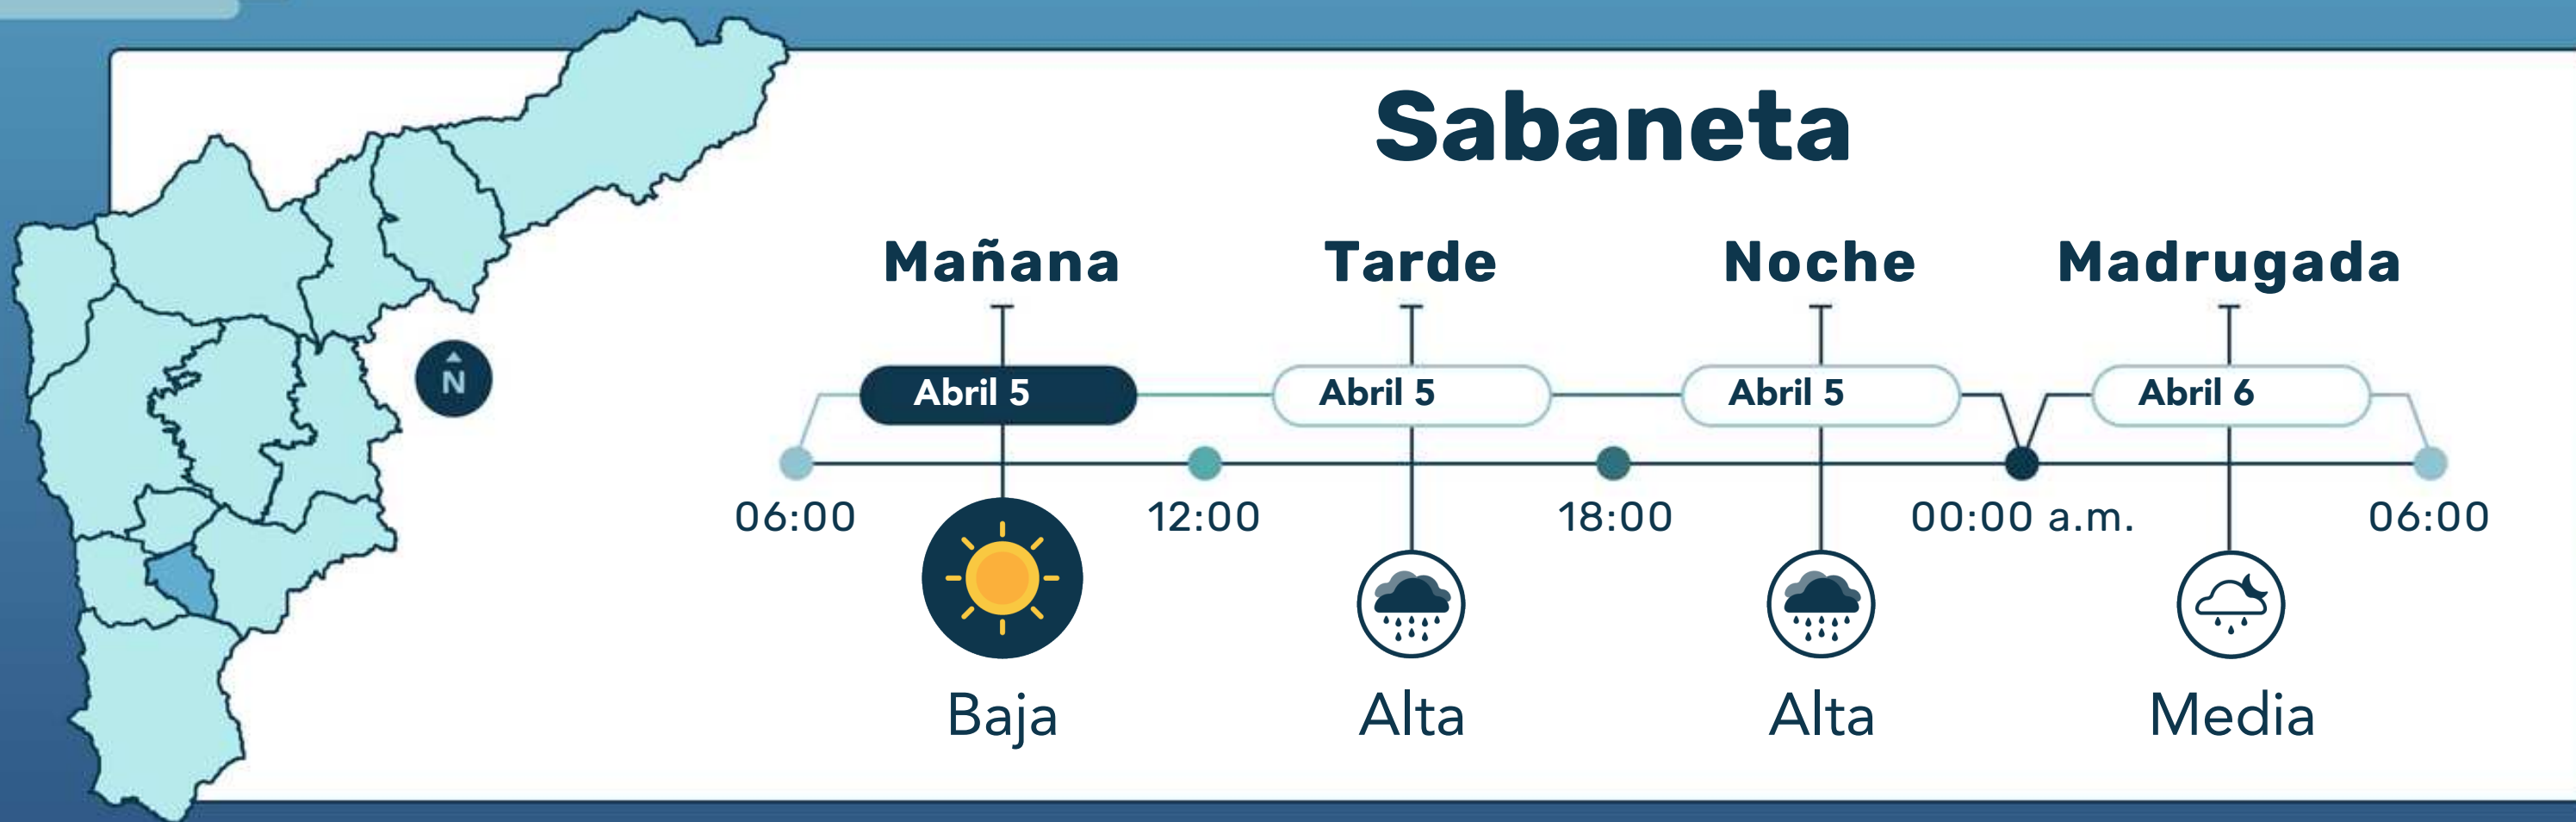 Sabaneta
Mañana Tarde Noche Madrugada
N
Abril 5 Abril 5 Abril 5 Abril 6
06:00 12:00 18:00 00:00 a.m. 06:00
Baja Alta Alta Media